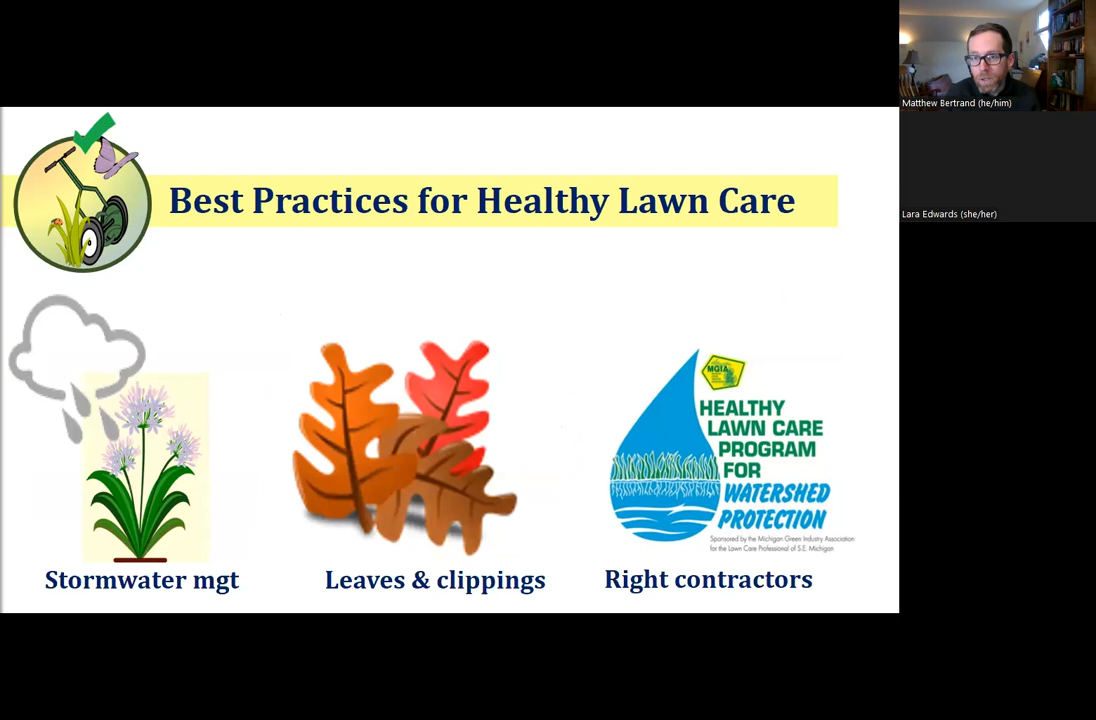 Matthew Bertrand (he/him)
Lara Edwards (she/her)
Best Practices for Healthy Lawn Care
MGIA
HEALTHY
LAWN CARE
PROGRAM
FOR
WATERSHED
PROTECTION
Sponsored by the Michigan Green Industry Association
for the Lawn Care Professional of S.E. Michigan
Stormwater mgt
Leaves & clippings
Right contractors